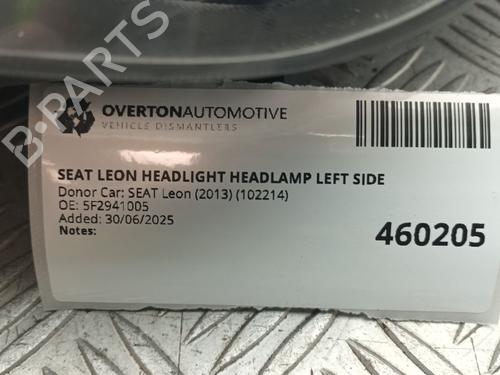 B-PARTS
OVERTONAUTOMOTIVE
VEHICLE DISMANTLERS
SEAT LEON HEADLIGHT HEADLAMP LEFT SIDE
Donor Car: SEAT Leon (2013) (102214)
OE: 5F2941005
Added: 30/06/2025
Notes:
460205